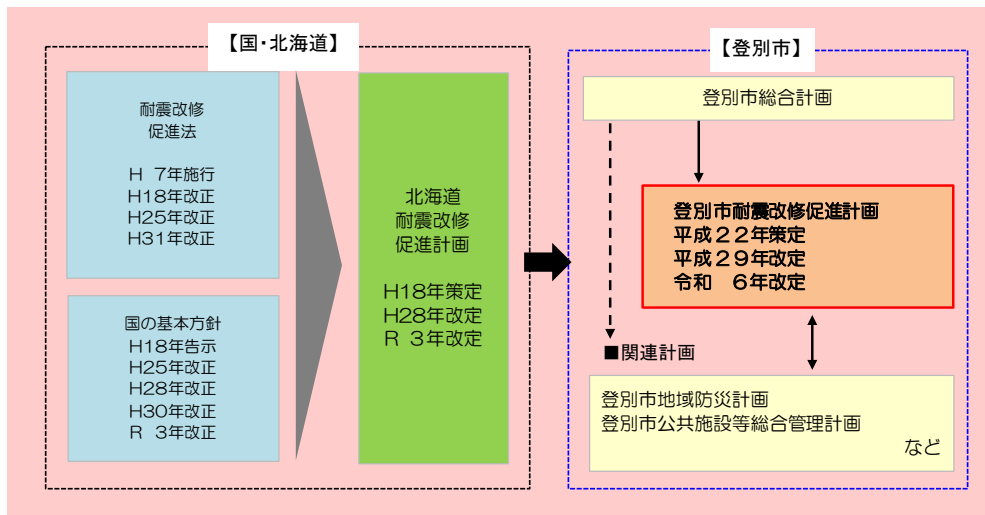 【国・北海道】
耐震改修
促進法
H 7年施行
H18年改正
H25年改正
H31年改正
国の基本方針
H18年告示
H25年改正
H28年改正
H30年改正
R 3年改正
北海道
耐震改修
促進計画
H18年策定
H28年改定
R 3年改定
【登別市】
登別市総合計画
登別市耐震改修促進計画
平成22年策定
平成29年改定
令和 6年改定
■関連計画
登別市地域防災計画
登別市公共施設等総合管理計画
など